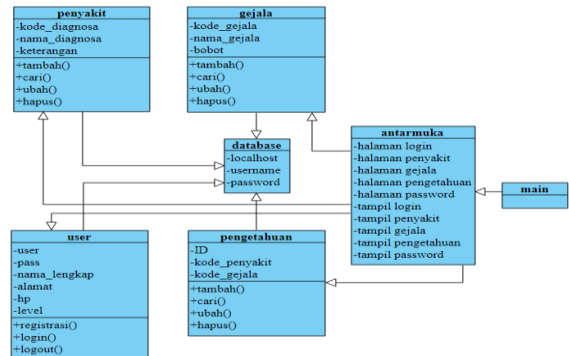 penyakit
-kode_diagnosa
-nama_diagnosa
-keterangan
+tambah()
+cari()
+ubah()
+hapus()
gejala
-kode_gejala
-nama_gejala
-bobot
+tambah()
+cari()
+ubah()
+hapus()
database
-localhost
-username
-password
antarmuka
-halaman login
-halaman penyakit
-halaman gejala
-halaman pengetahuan
-halaman password
-tampil login
-tampil penyakit
-tampil gejala
-tampil pengetahuan
-tampil password
main
user
-user
-pass
-nama_lengkap
-alamat
-hp
-level
+registrasi()
+login()
+logout()
pengetahuan
-ID
-kode_penyakit
-kode_gejala
+tambah()
+cari()
+ubah()
+hapus()